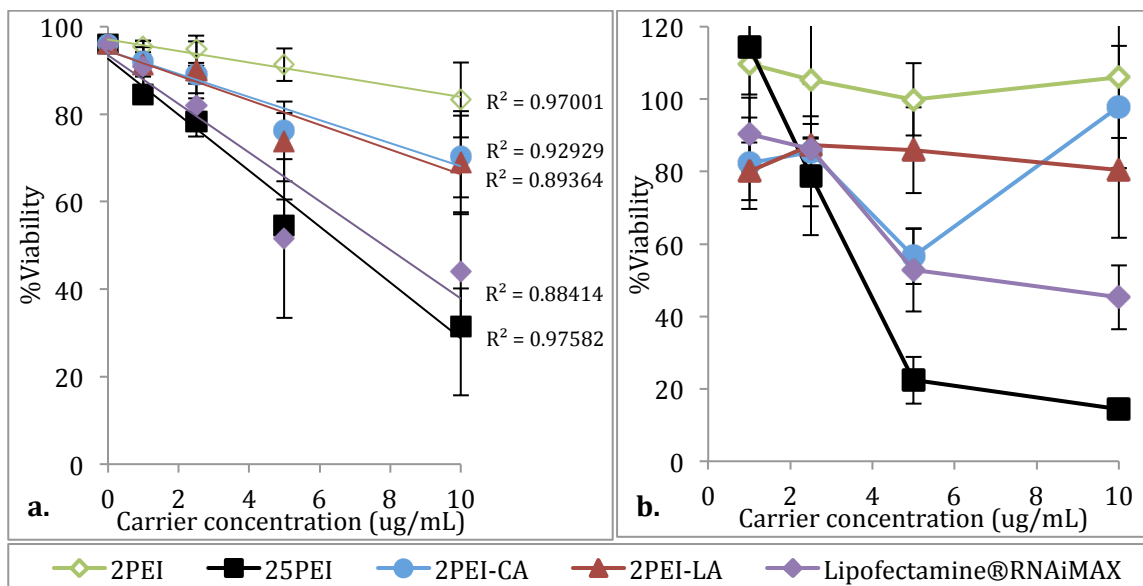 100
80
60
40
20
0
%Viability
R² = 0.97001
R² = 0.92929
R² = 0.89364
R² = 0.88414
R² = 0.97582
0 2 4 6 8 10
a. Carrier concentration (ug/mL)
120
100
80
60
40
20
0
%Viability
0 2 4 6 8 10
b. Carrier concentration (ug/mL)
2PEI 25PEI 2PEI-CA 2PEI-LA Lipofectamine®RNAiMAX